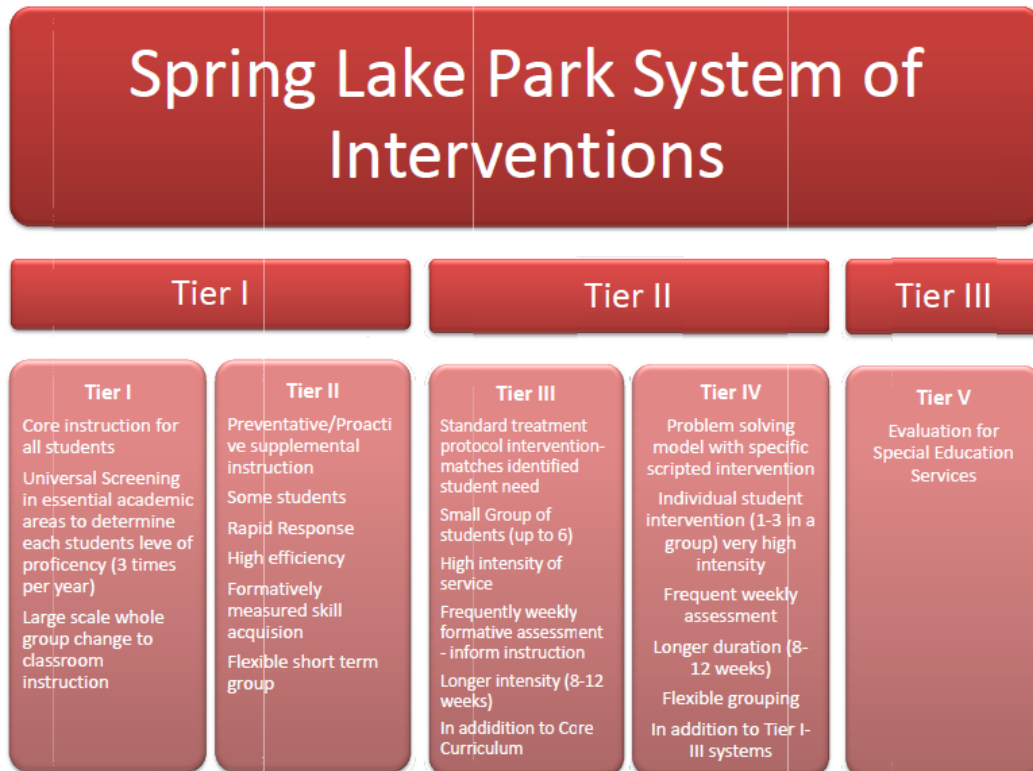 Spring Lake Park System of
Interventions
Tier I
Tier II
Tier III
Tier I
Core instruction for
all students
Universal Screening
in essential academic
areas to determine
each students leve of
proficency (3 times
per year)
Large scale whole
group change to
classroom
instruction
Tier II
Preventative/Proacti
ve supplemental
instruction
Some students
Rapid Response
High efficiency
Formatively
measured skill
acquision
Flexible short term
group
Tier III
Standard treatment
protocol intervention-
matches identified
student need
Small Group of
students (up to 6)
High intensity of
service
Frequently weekly
formative assessment
- inform instruction
Longer intensity (8-12
weeks)
In addidition to Core
Curriculum
Tier IV
Problem solving
model with specific
scripted intervention
Individual student
intervention (1-3 in a
group) very high
intensity
Frequent weekly
assessment
Longer duration (8-
12 weeks)
Flexible grouping
In addition to Tier I-
III systems
Tier V
Evaluation for
Special Education
Services